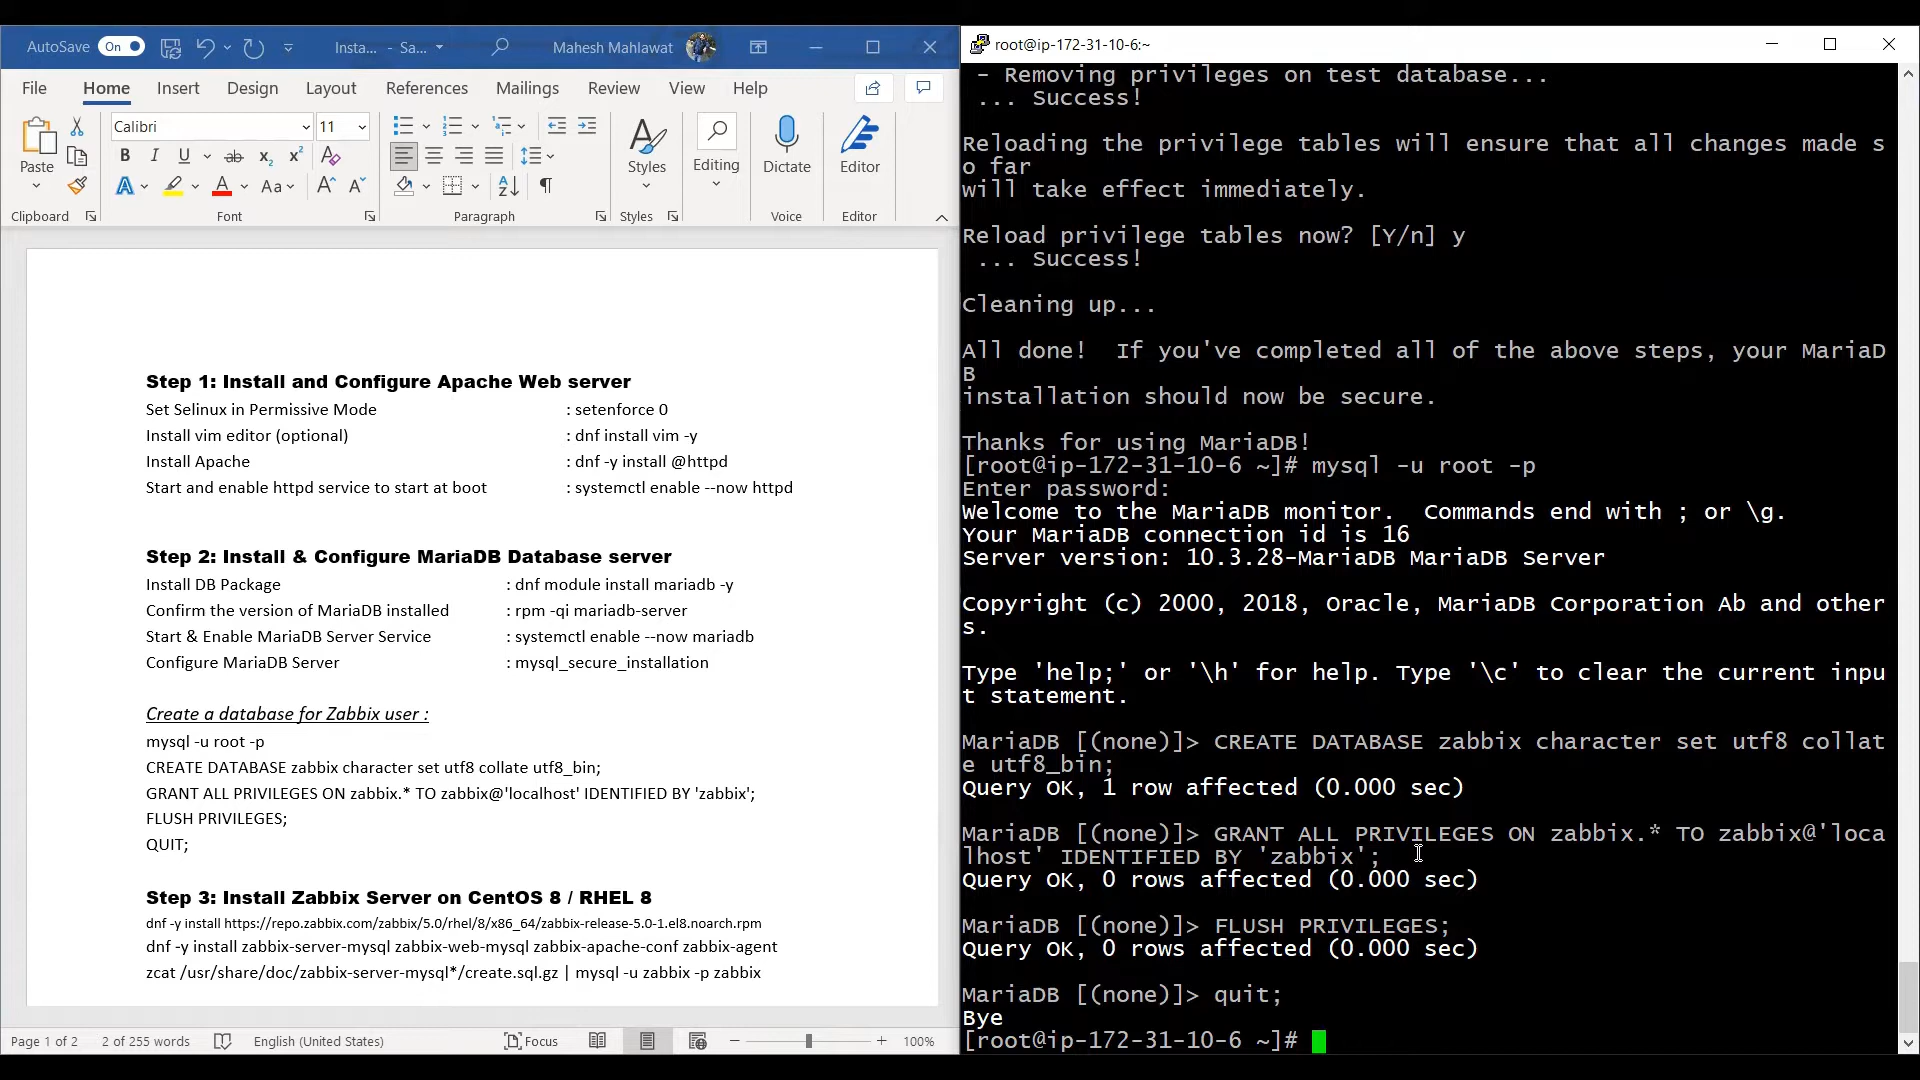 AutoSave On Insta... - Sa... Mahesh Mahlawat
File Home Insert Design Layout References Mailings Review View Help
Calibri 11
Paste Styles Editing Dictate Editor
Clipboard Font Paragraph Styles Voice Editor
Step 1: Install and Configure Apache Web server
Set Selinux in Permissive Mode : setenforce 0
Install vim editor (optional) : dnf install vim -y
Install Apache : dnf -y install @httpd
Start and enable httpd service to start at boot : systemctl enable --now httpd
Step 2: Install & Configure MariaDB Database server
Install DB Package : dnf module install mariadb -y
Confirm the version of MariaDB installed : rpm -qi mariadb-server
Start & Enable MariaDB Server Service : systemctl enable --now mariadb
Configure MariaDB Server : mysql_secure_installation
Create a database for Zabbix user :
mysql -u root -p
CREATE DATABASE zabbix character set utf8 collate utf8_bin;
GRANT ALL PRIVILEGES ON zabbix.* TO zabbix@'localhost' IDENTIFIED BY 'zabbix';
FLUSH PRIVILEGES;
QUIT;
Step 3: Install Zabbix Server on CentOS 8 / RHEL 8
dnf -y install https://repo.zabbix.com/zabbix/5.0/rhel/8/x86_64/zabbix-release-5.0-1.el8.noarch.rpm
dnf -y install zabbix-server-mysql zabbix-web-mysql zabbix-apache-conf zabbix-agent
zcat /usr/share/doc/zabbix-server-mysql*/create.sql.gz | mysql -u zabbix -p zabbix
Page 1 of 2 2 of 255 words English (United States) Focus 100%
root@ip-172-31-10-6:~
- Removing privileges on test database...
... Success!
Reloading the privilege tables will ensure that all changes made s
o far
will take effect immediately.
Reload privilege tables now? [Y/n] y
... Success!
Cleaning up...
All done!  If you've completed all of the above steps, your MariaD
B
installation should now be secure.
Thanks for using MariaDB!
[root@ip-172-31-10-6 ~]# mysql -u root -p
Enter password:
Welcome to the MariaDB monitor.  Commands end with ; or \g.
Your MariaDB connection id is 16
Server version: 10.3.28-MariaDB MariaDB Server
Copyright (c) 2000, 2018, Oracle, MariaDB Corporation Ab and other
s.
Type 'help;' or '\h' for help. Type '\c' to clear the current inpu
t statement.
MariaDB [(none)]> CREATE DATABASE zabbix character set utf8 collat
e utf8_bin;
Query OK, 1 row affected (0.000 sec)
MariaDB [(none)]> GRANT ALL PRIVILEGES ON zabbix.* TO zabbix@'loca
lhost' IDENTIFIED BY 'zabbix';
Query OK, 0 rows affected (0.000 sec)
MariaDB [(none)]> FLUSH PRIVILEGES;
Query OK, 0 rows affected (0.000 sec)
MariaDB [(none)]> quit;
Bye
[root@ip-172-31-10-6 ~]#